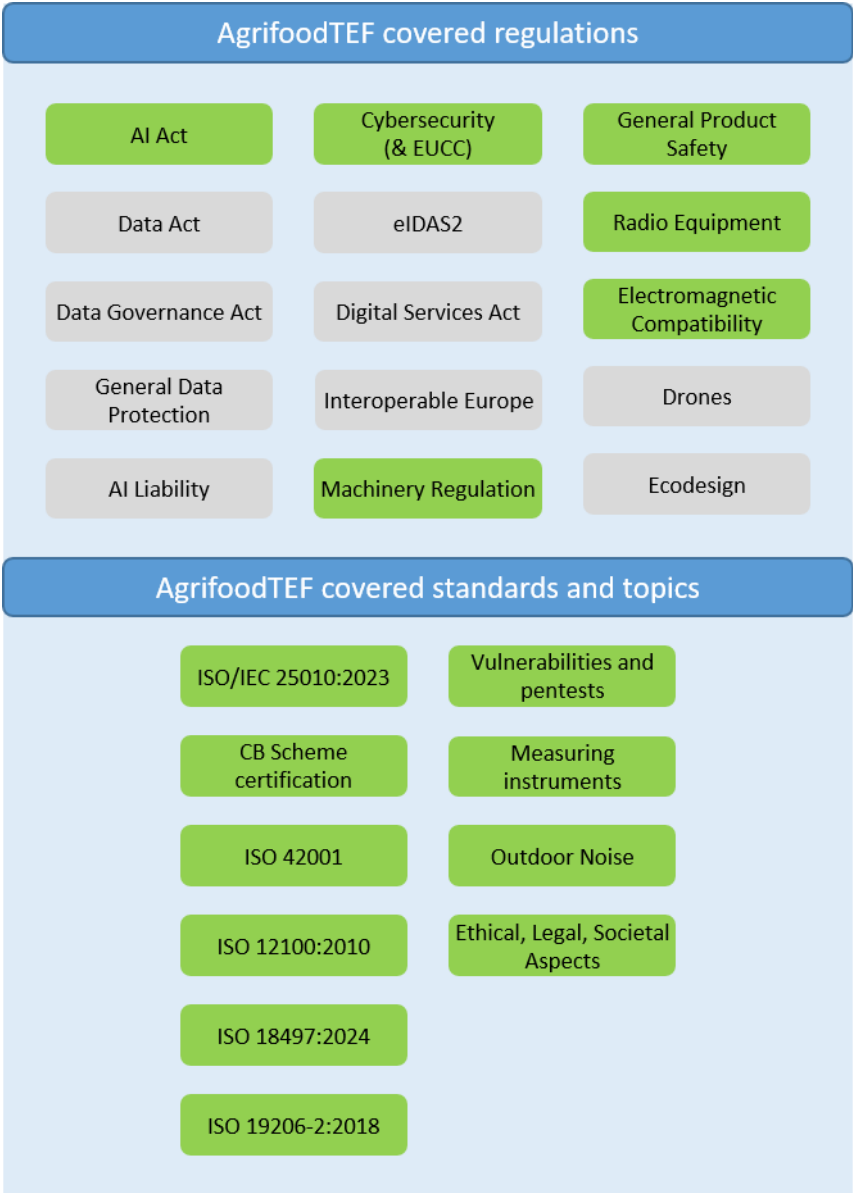 AgrifoodTEF covered regulations
AI Act
Cybersecurity
(& EUCC)
General Product
Safety
Data Act
eIDAS2
Radio Equipment
Data Governance Act
Digital Services Act
Electromagnetic
Compatibility
General Data
Protection
Interoperable Europe
Drones
AI Liability
Machinery Regulation
Ecodesign
AgrifoodTEF covered standards and topics
ISO/IEC 25010:2023
Vulnerabilities and
pentests
CB Scheme
certification
Measuring
instruments
ISO 42001
Outdoor Noise
ISO 12100:2010
Ethical, Legal, Societal
Aspects
ISO 18497:2024
ISO 19206-2:2018